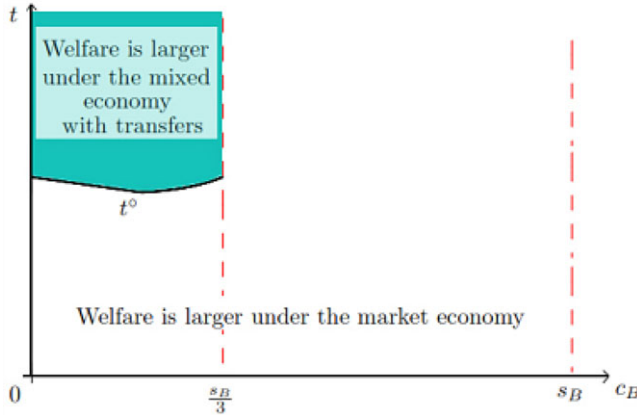 t
Welfare is larger
under the mixed
economy
with transfers
t°
Welfare is larger under the market economy
0
s_B/3
s_B
c_B